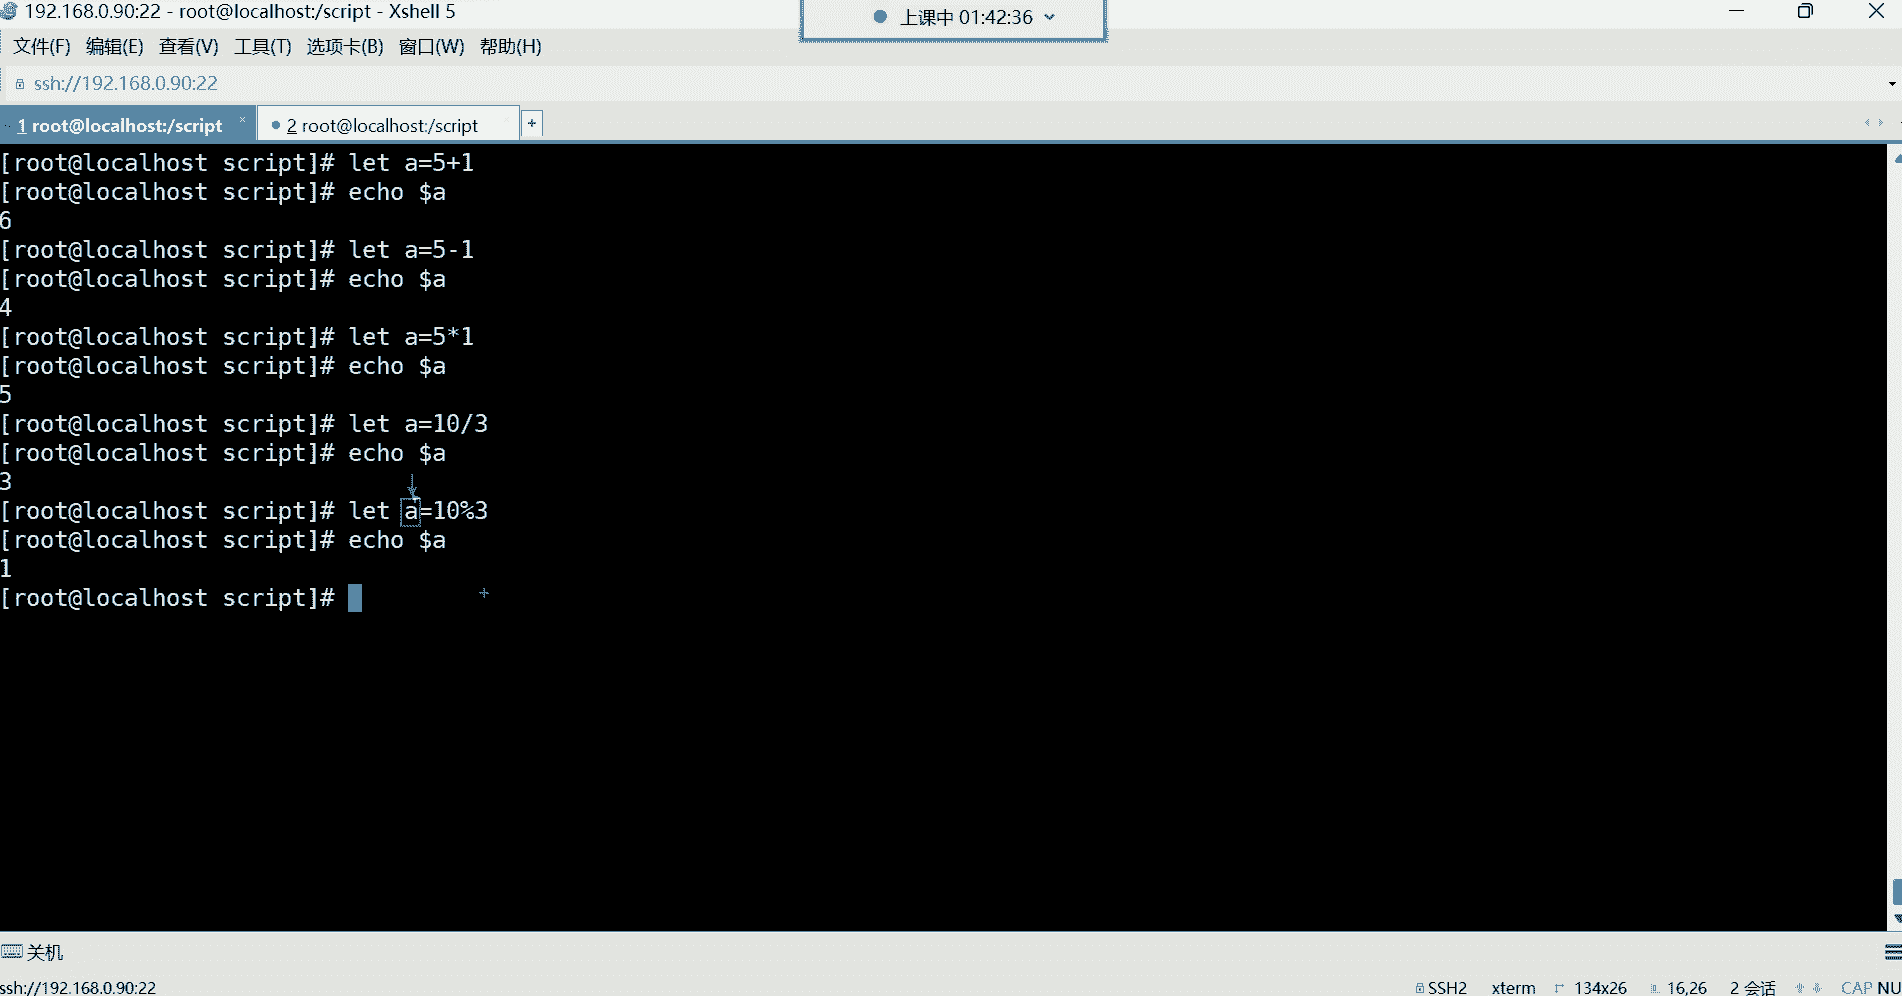 192.168.0.90:22 - root@localhost:/script - Xshell 5
上课中 01:42:36
文件(F) 编辑(E) 查看(V) 工具(T) 选项卡(B) 窗口(W) 帮助(H)
ssh://192.168.0.90:22
1 root@localhost:/script × 2 root@localhost:/script +
[root@localhost script]# let a=5+1
[root@localhost script]# echo $a
6
[root@localhost script]# let a=5-1
[root@localhost script]# echo $a
4
[root@localhost script]# let a=5*1
[root@localhost script]# echo $a
5
[root@localhost script]# let a=10/3
[root@localhost script]# echo $a
3
[root@localhost script]# let a=10%3
[root@localhost script]# echo $a
1
[root@localhost script]#
关机
ssh://192.168.0.90:22 SSH2 xterm 134x26 16,26 2 会话 CAP NU